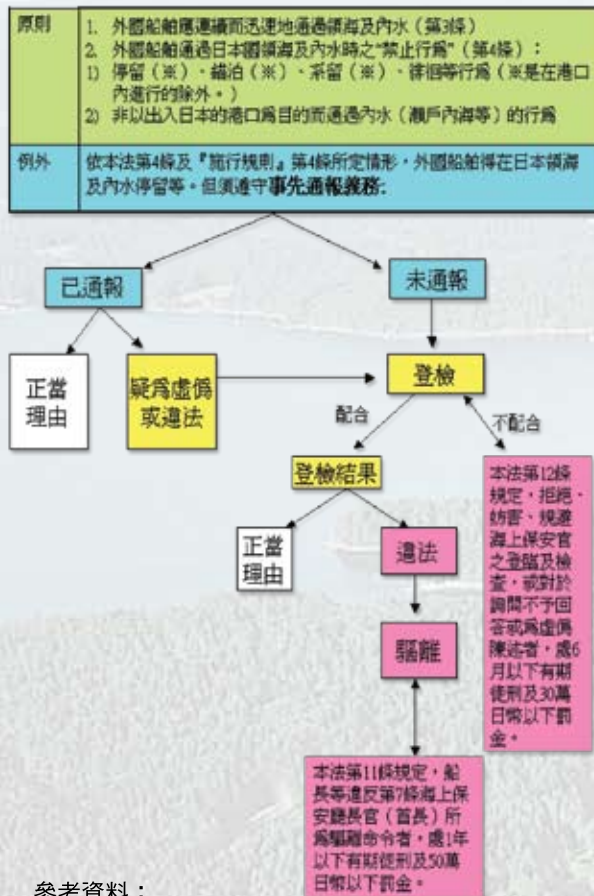 原則
1. 外國船舶應連續而迅速地通過領海及內水（第3條）
2. 外國船舶通過日本國領海及內水時之“禁止行為”（第4條）：
1) 停留（※）、錨泊（※）、系留（※）、徘徊等行為（※是在港口
內進行的除外。）
2) 非以出入日本的港口為目的而通過內水（瀨戶內海等）的行為
例外
依本法第4條及『施行規則』第4條所定情形，外國船舶得在日本領海
及內水停留等。但須遵守事先通報義務:
已通報
未通報
正當
理由
疑為虛偽
或違法
登檢
配合
不配合
登檢結果
正當
理由
違法
驅離
本法第12條
規定，拒絕、
妨害、規避
海上保安官
之登臨及檢
查，或對於
詢問不予回
答或為虛偽
陳述者，處6
月以下有期
徒刑及30萬
日幣以下罰
金。
本法第11條規定，船
長等違反第7條海上保
安廳長官（首長）所
為驅離命令者，處1年
以下有期徒刑及50萬
日幣以下罰金。
參考資料：